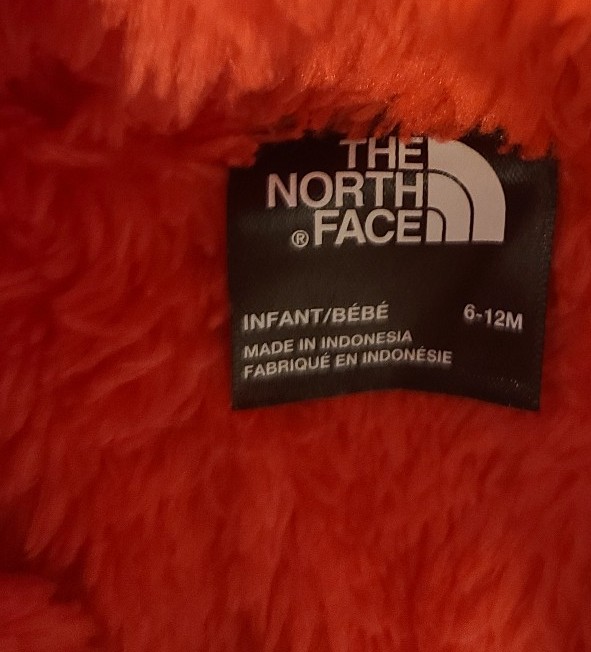 THE
NORTH
® FACE
INFANT/BÉBÉ 6-12M
MADE IN INDONESIA
FABRIQUÉ EN INDONÉSIE